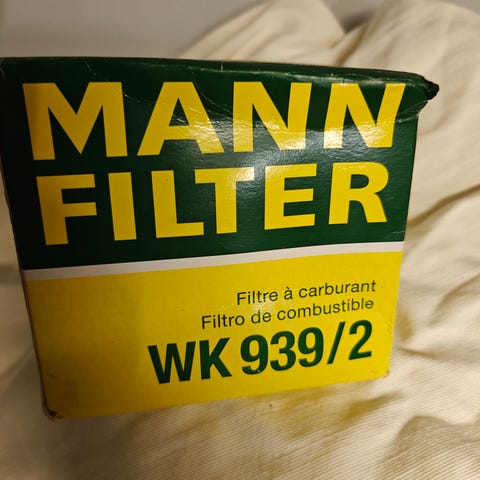 MANN
FILTER
Filtre à carburant
Filtro de combustible
WK 939/2